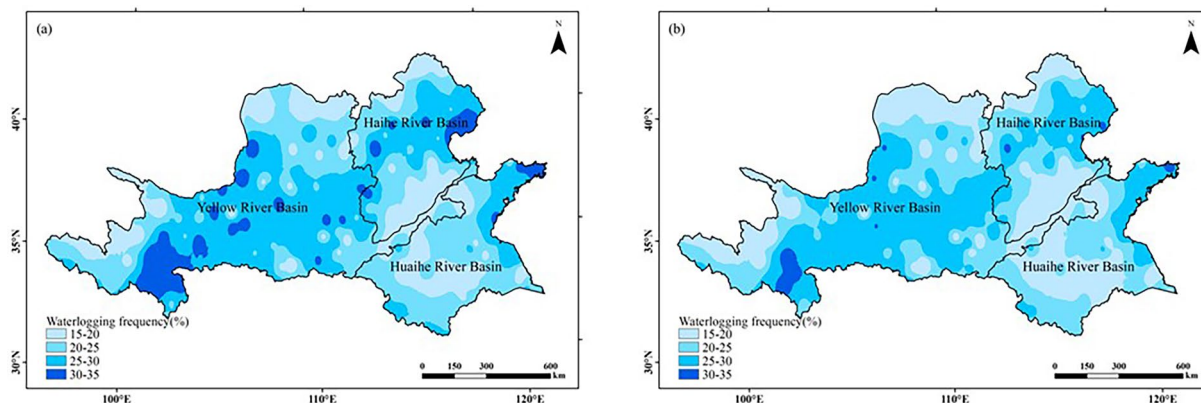 (a)
N
40°N
35°N
30°N
Haihe River Basin
Yellow River Basin
Huaihe River Basin
Waterlogging frequency(%)
15-20
20-25
25-30
30-35
0 150 300 600
km
100°E 110°E 120°E
(b)
N
40°N
35°N
30°N
Haihe River Basin
Yellow River Basin
Huaihe River Basin
Waterlogging frequency(%)
15-20
20-25
25-30
30-35
0 150 300 600
km
100°E 110°E 120°E